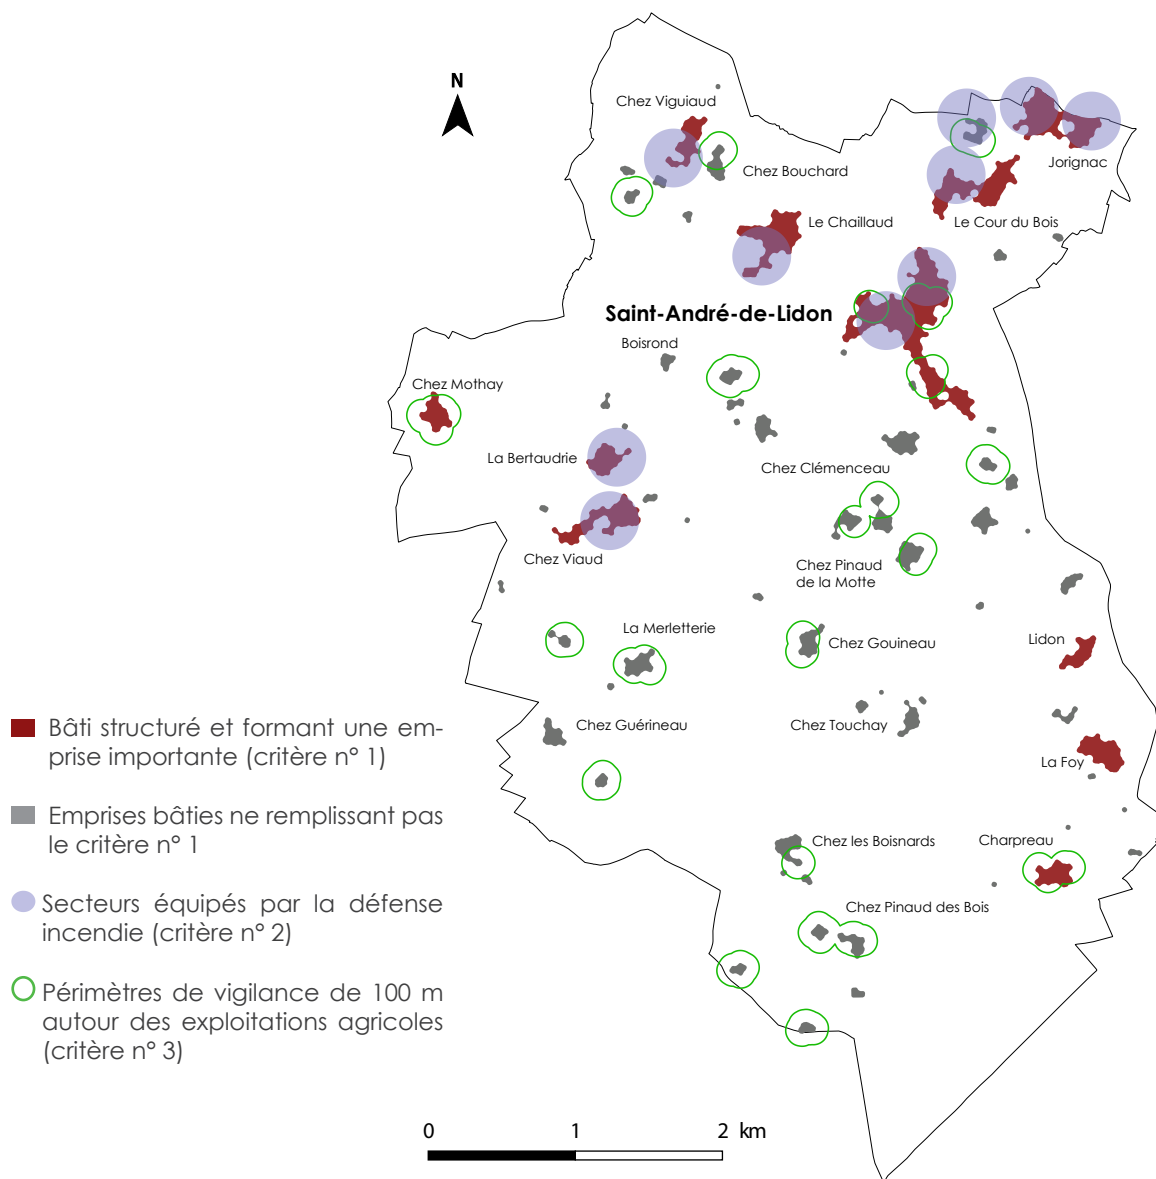 N
Chez Viguiaud
Chez Bouchard
Jorignac
Le Chaillaud
Le Cour du Bois
Saint-André-de-Lidon
Boisrond
Chez Mothay
La Bertaudrie
Chez Clémenceau
Chez Viaud
Chez Pinaud
de la Motte
La Merletterie
Chez Gouineau
Lidon
Chez Guérineau
Chez Touchay
La Foy
Chez les Boisnards
Charpreau
Chez Pinaud des Bois
Bâti structuré et formant une em-
prise importante (critère n° 1)
Emprises bâties ne remplissant pas
le critère n° 1
Secteurs équipés par la défense
incendie (critère n° 2)
Périmètres de vigilance de 100 m
autour des exploitations agricoles
(critère n° 3)
0 1 2 km